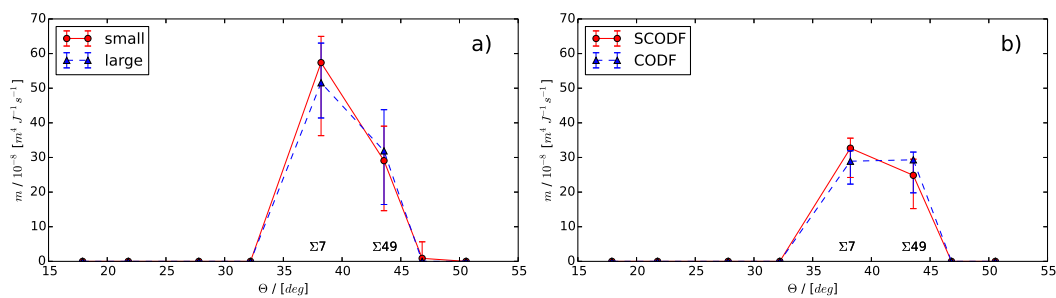 a)
small
large
70
60
50
40
30
20
10
0
m / 10⁻⁸ [m⁴ J⁻¹ s⁻¹]
Σ7
Σ49
15 20 25 30 35 40 45 50 55
Θ / [deg]
b)
SCODF
CODF
70
60
50
40
30
20
10
0
m / 10⁻⁸ [m⁴ J⁻¹ s⁻¹]
Σ7
Σ49
15 20 25 30 35 40 45 50 55
Θ / [deg]